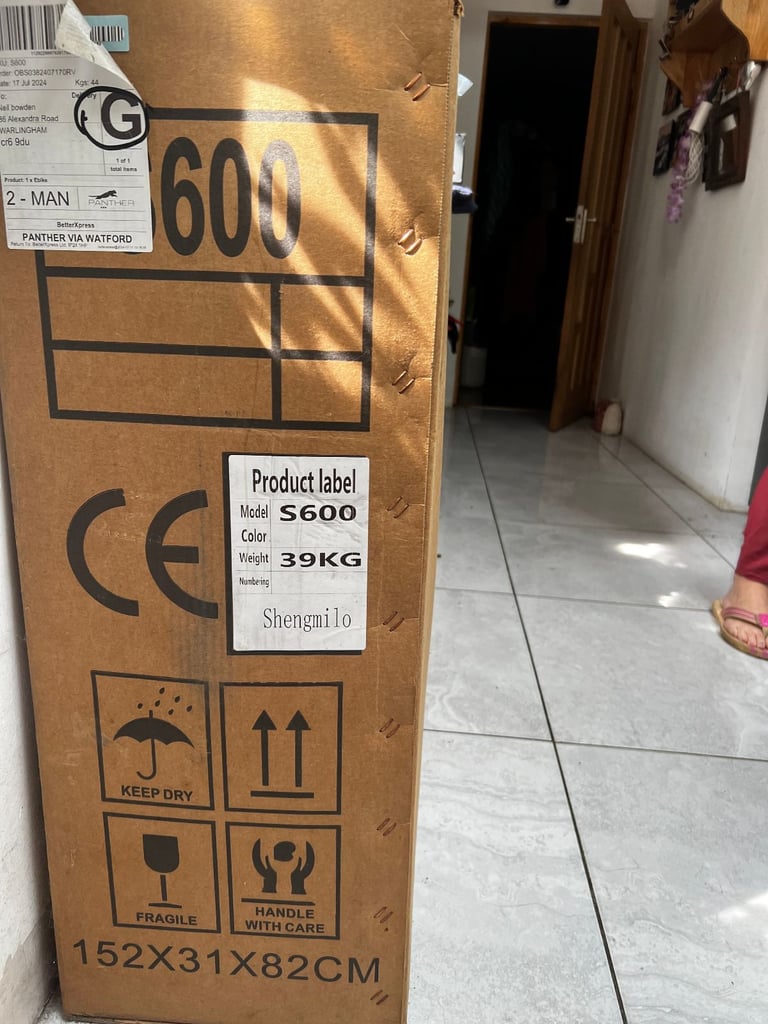 S600
Kgs: 44
Date: 17 Jul 2024
Neil bowden
Alexandra Road
WARLINGHAM
cr6 9du
G
1 of 1
total items
Product: 1 x Ebike
2 - MAN
PANTHER
BetterXpress
PANTHER VIA WATFORD
S600
Product label
Model S600
Color
Weight 39KG
Numbering
Shengmilo
CE
KEEP DRY
FRAGILE
HANDLE
WITH CARE
152X31X82CM